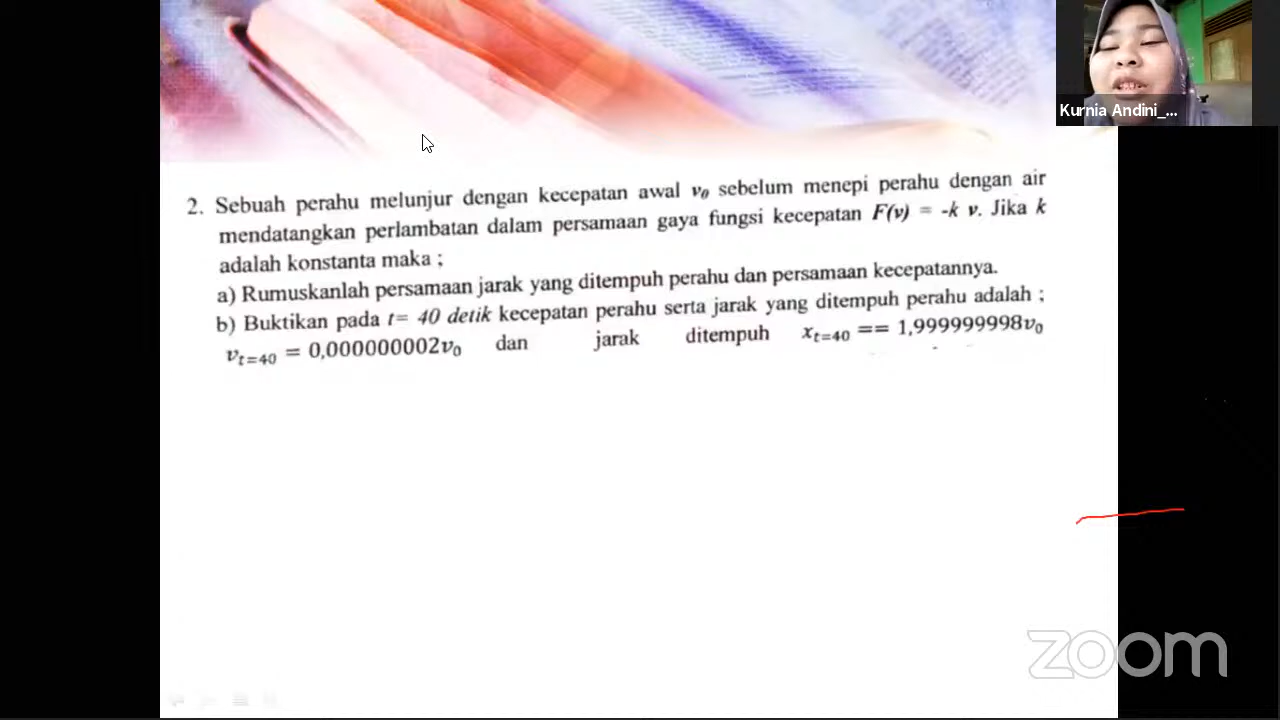 Kurnia Andini_...
2. Sebuah perahu melunjur dengan kecepatan awal v₀ sebelum menepi perahu dengan air
mendatangkan perlambatan dalam persamaan gaya fungsi kecepatan F(v) = -k v. Jika k
adalah konstanta maka ;
a) Rumuskanlah persamaan jarak yang ditempuh perahu dan persamaan kecepatannya.
b) Buktikan pada t= 40 detik kecepatan perahu serta jarak yang ditempuh perahu adalah ;
vₜ₌₄₀ = 0,000000002v₀ dan jarak ditempuh xₜ₌₄₀ == 1,999999998v₀
zoom